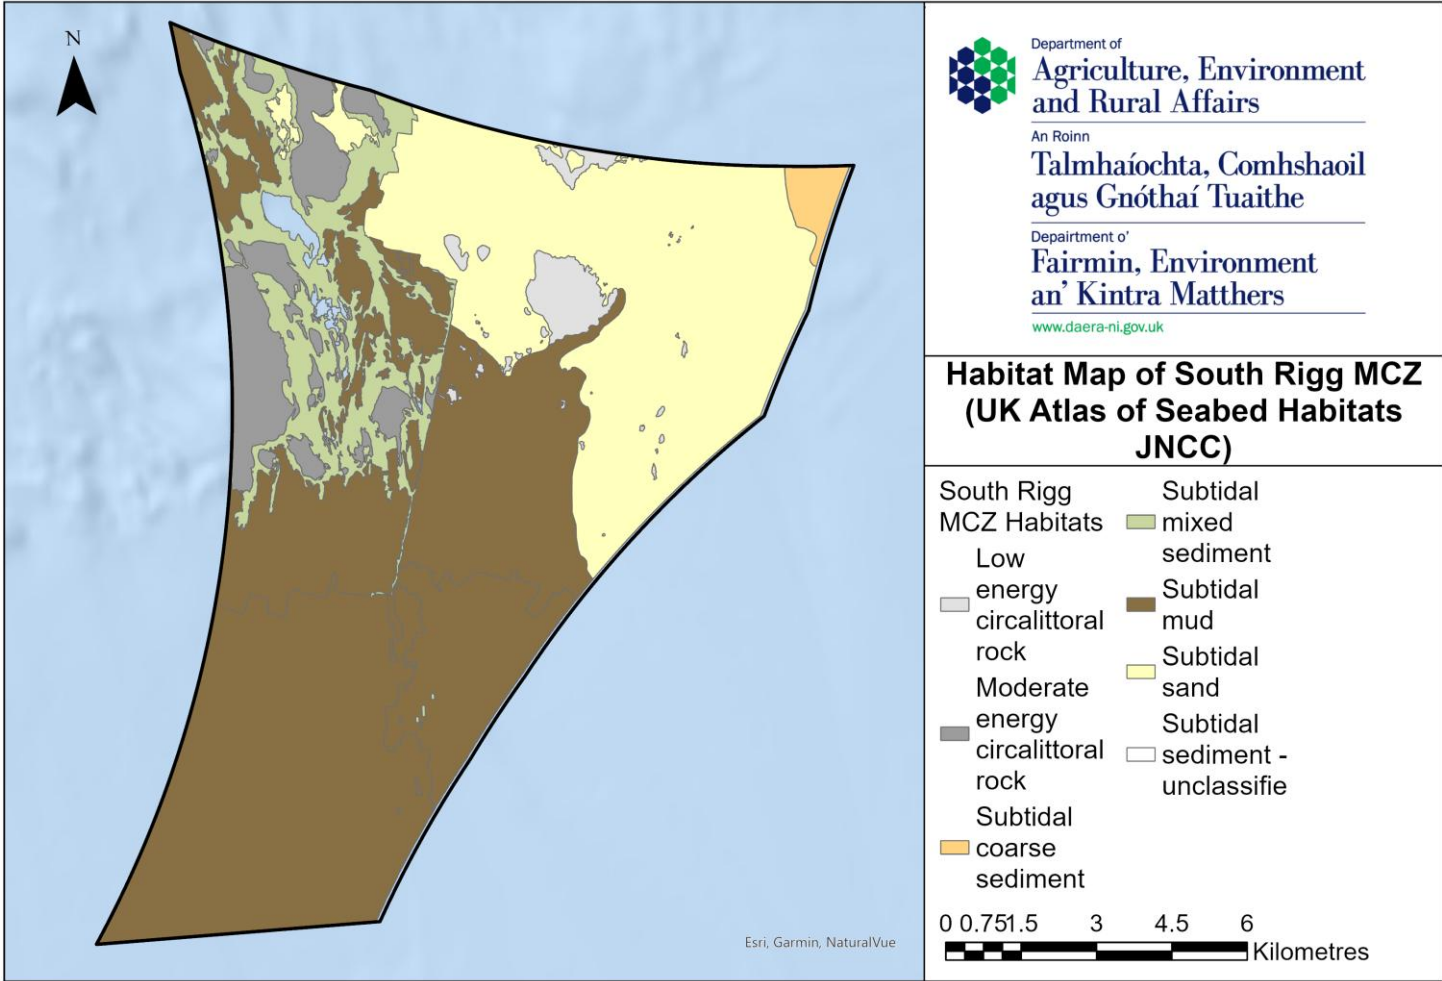 N
Esri, Garmin, NaturalVue
Department of
Agriculture, Environment
and Rural Affairs
An Roinn
Talmhaíochta, Comhshaoil
agus Gnóthaí Tuaithe
Depairtment o'
Fairmin, Environment
an' Kintra Matthers
www.daera-ni.gov.uk
Habitat Map of South Rigg MCZ
(UK Atlas of Seabed Habitats
JNCC)
South Rigg
MCZ Habitats
Low
energy
circalittoral
rock
Moderate
energy
circalittoral
rock
Subtidal
coarse
sediment
Subtidal
mixed
sediment
Subtidal
mud
Subtidal
sand
Subtidal
sediment -
unclassifie
0 0.751.5 3 4.5 6
Kilometres